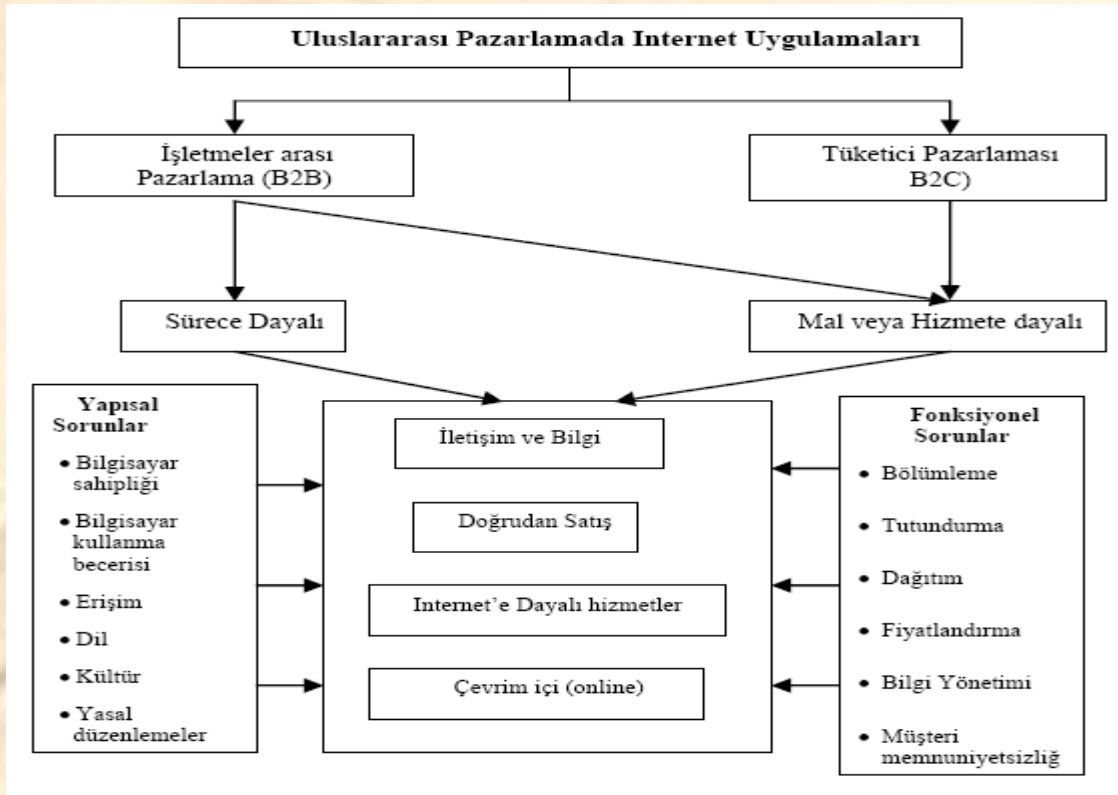 Uluslararası Pazarlamada Internet Uygulamaları
İşletmeler arası
Pazarlama (B2B)
Tüketici Pazarlaması
B2C)
Sürece Dayalı
Mal veya Hizmete dayalı
Yapısal
Sorunlar
• Bilgisayar
sahipliği
• Bilgisayar
kullanma
becerisi
• Erişim
• Dil
• Kültür
• Yasal
düzenlemeler
İletişim ve Bilgi
Doğrudan Satış
Internet’e Dayalı hizmetler
Çevrim içi (online)
Fonksiyonel
Sorunlar
• Bölümleme
• Tutundurma
• Dağıtım
• Fiyatlandırma
• Bilgi Yönetimi
• Müşteri
memnuniyetsizliğ